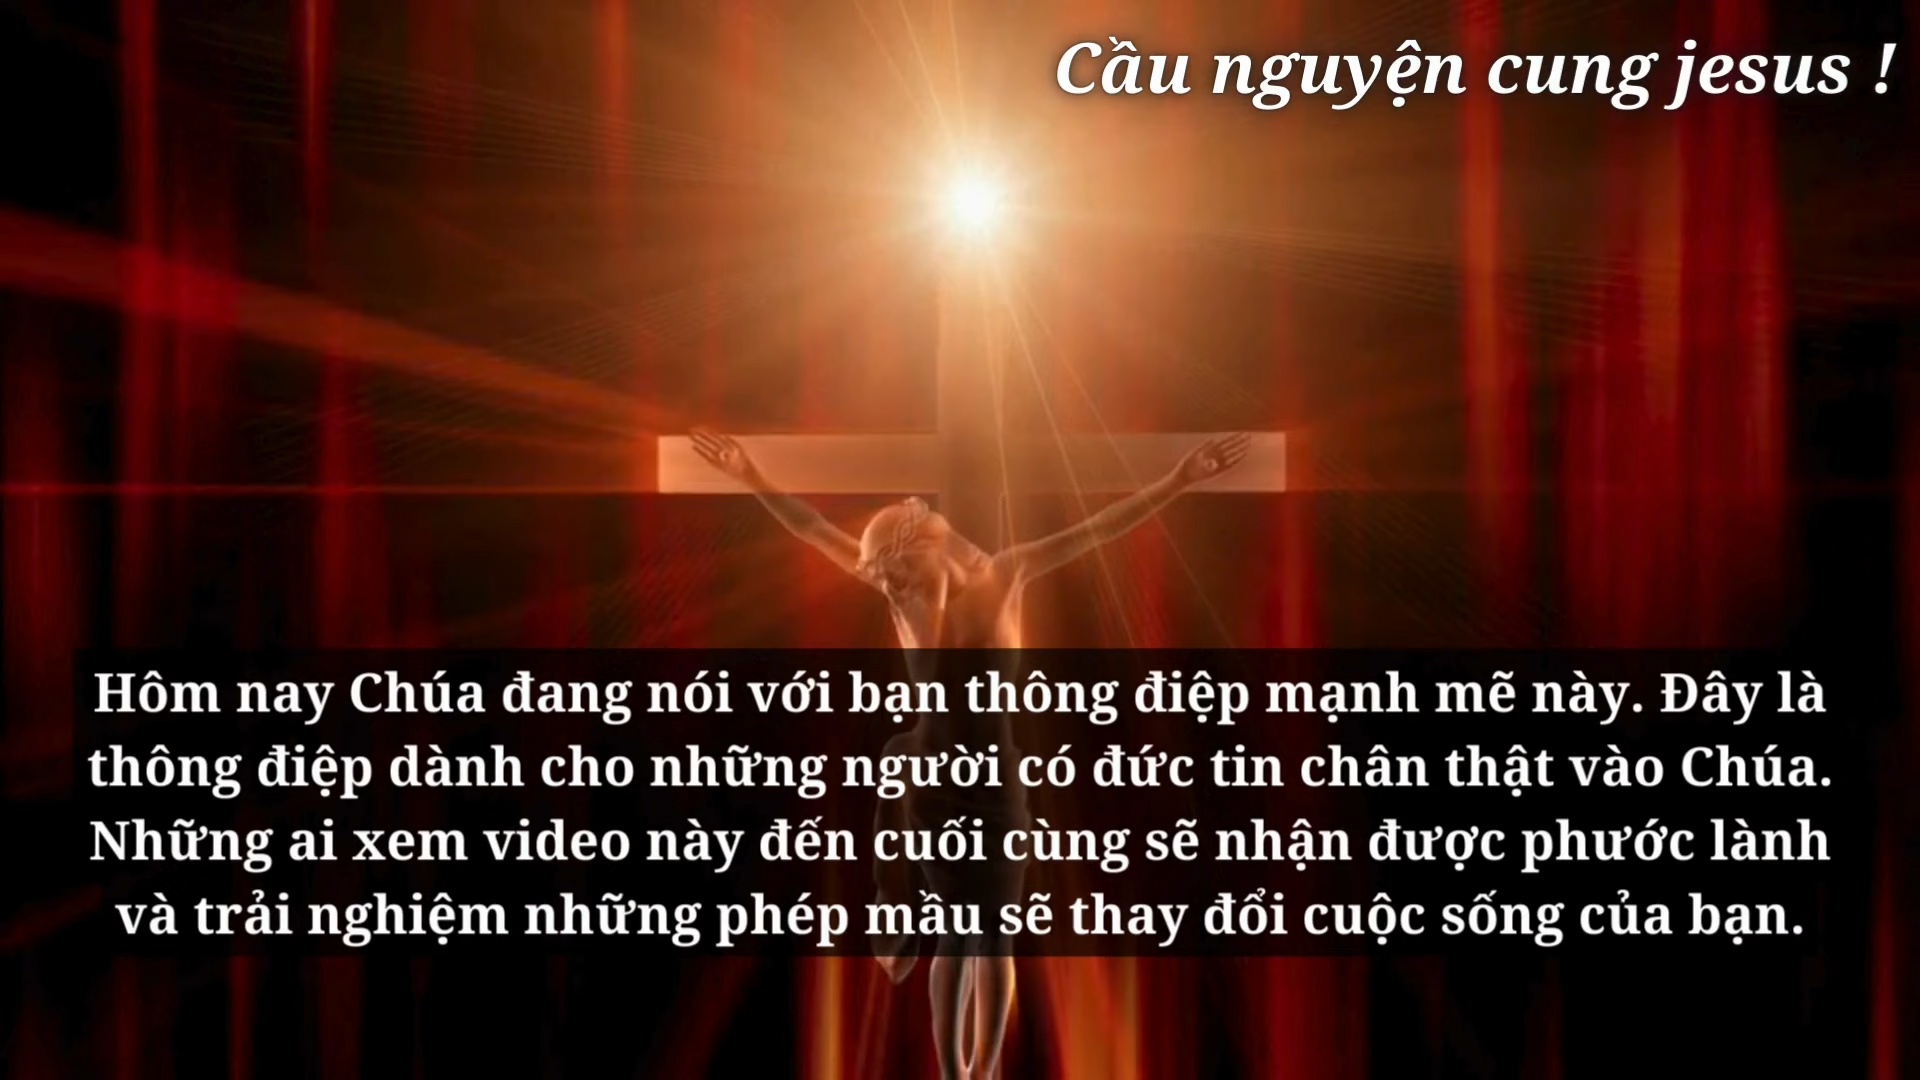 Cầu nguyện cung jesus !
Hôm nay Chúa đang nói với bạn thông điệp mạnh mẽ này. Đây là
thông điệp dành cho những người có đức tin chân thật vào Chúa.
Những ai xem video này đến cuối cùng sẽ nhận được phước lành
và trải nghiệm những phép mầu sẽ thay đổi cuộc sống của bạn.